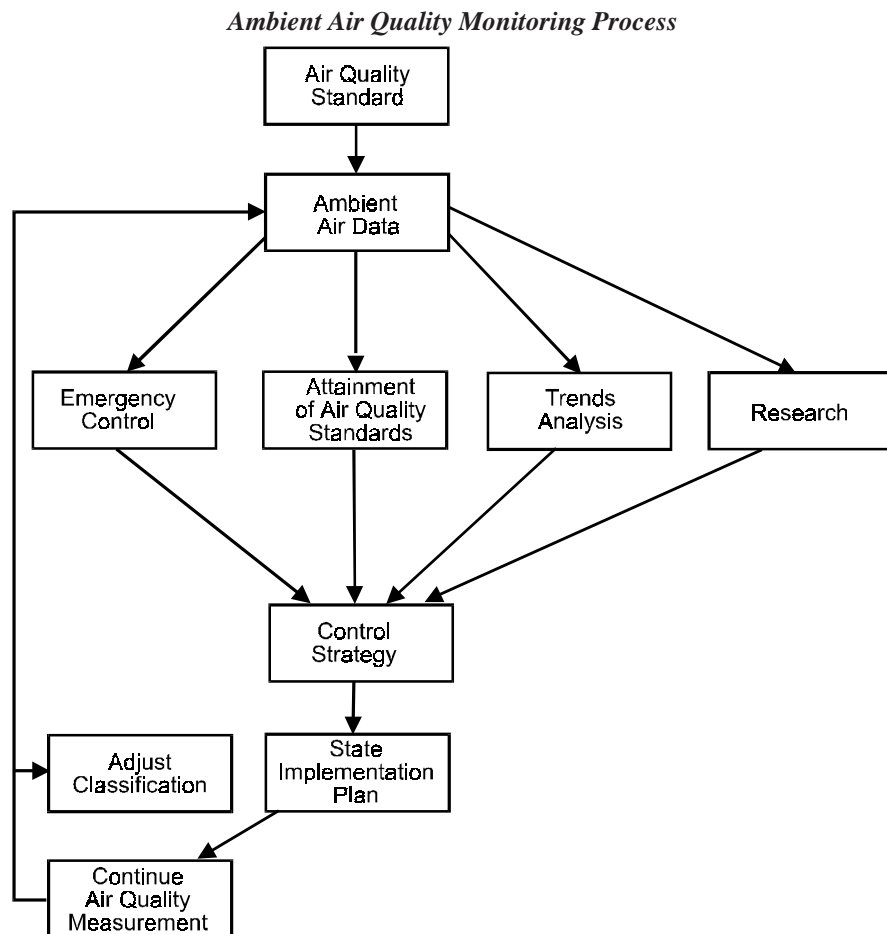 Ambient Air Quality Monitoring Process
Air Quality
Standard
Ambient
Air Data
Emergency
Control
Attainment
of Air Quality
Standards
Trends
Analysis
Research
Control
Strategy
Adjust
Classification
State
Implementation
Plan
Continue
Air Quality
Measurement